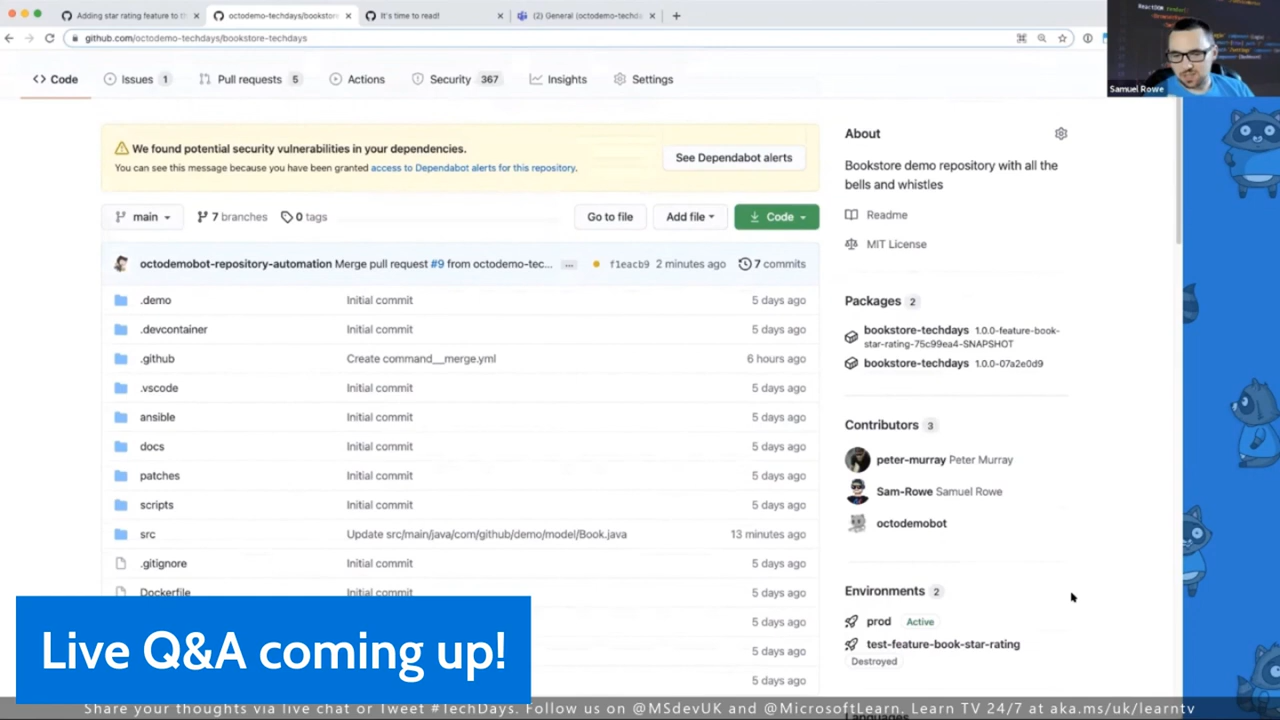 Adding star rating feature to th
octodemo-techdays/bookstore
It's time to read!
(2) General (octodemo-techda
github.com/octodemo-techdays/bookstore-techdays
Code
Issues 1
Pull requests 5
Actions
Security 367
Insights
Settings
Samuel Rowe
We found potential security vulnerabilities in your dependencies.
You can see this message because you have been granted access to Dependabot alerts for this repository.
See Dependabot alerts
main
7 branches
0 tags
Go to file
Add file
Code
octodemobot-repository-automation Merge pull request #9 from octodemo-tec... ... f1eacb9 2 minutes ago 7 commits
.demo Initial commit 5 days ago
.devcontainer Initial commit 5 days ago
.github Create command__merge.yml 6 hours ago
.vscode Initial commit 5 days ago
ansible Initial commit 5 days ago
docs Initial commit 5 days ago
patches Initial commit 5 days ago
scripts Initial commit 5 days ago
src Update src/main/java/com/github/demo/model/Book.java 13 minutes ago
.gitignore Initial commit 5 days ago
Dockerfile Initial commit 5 days ago
5 days ago
5 days ago
5 days ago
About
Bookstore demo repository with all the
bells and whistles
Readme
MIT License
Packages 2
bookstore-techdays 1.0.0-feature-book-
star-rating-75c99ea4-SNAPSHOT
bookstore-techdays 1.0.0-07a2e0d9
Contributors 3
peter-murray Peter Murray
Sam-Rowe Samuel Rowe
octodemobot
Environments 2
prod Active
test-feature-book-star-rating
Destroyed
Languages
Live Q&A coming up!
Share your thoughts via live chat or Tweet #TechDays. Follow us on @MSdevUK and @MicrosoftLearn, Learn TV 24/7 at aka.ms/uk/learntv